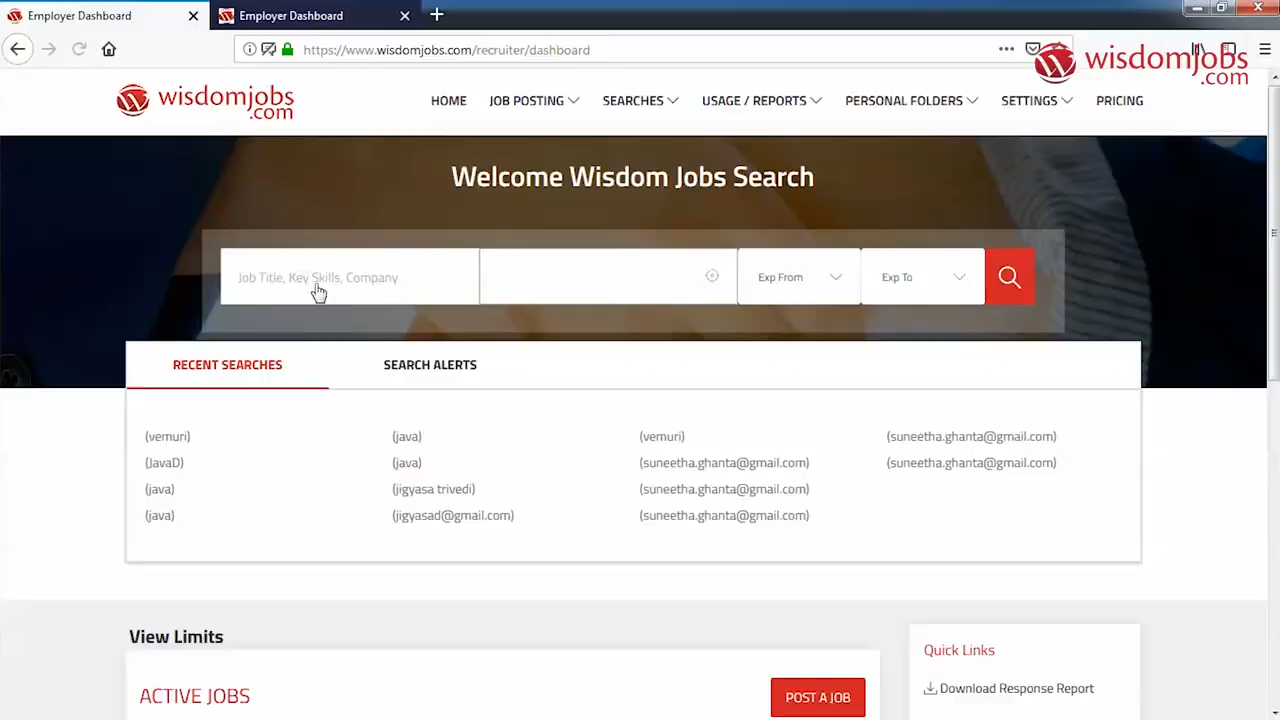 Employer Dashboard
Employer Dashboard
https://www.wisdomjobs.com/recruiter/dashboard
wisdomjobs
.com
wisdomjobs
.com
HOME
JOB POSTING
SEARCHES
USAGE / REPORTS
PERSONAL FOLDERS
SETTINGS
PRICING
Welcome Wisdom Jobs Search
Job Title, Key Skills, Company
Exp From
Exp To
RECENT SEARCHES
SEARCH ALERTS
(vemuri)
(java)
(vemuri)
(suneetha.ghanta@gmail.com)
(JavaD)
(java)
(suneetha.ghanta@gmail.com)
(suneetha.ghanta@gmail.com)
(java)
(jigyasa trivedi)
(suneetha.ghanta@gmail.com)
(java)
(jigyasad@gmail.com)
(suneetha.ghanta@gmail.com)
View Limits
Quick Links
ACTIVE JOBS
POST A JOB
Download Response Report